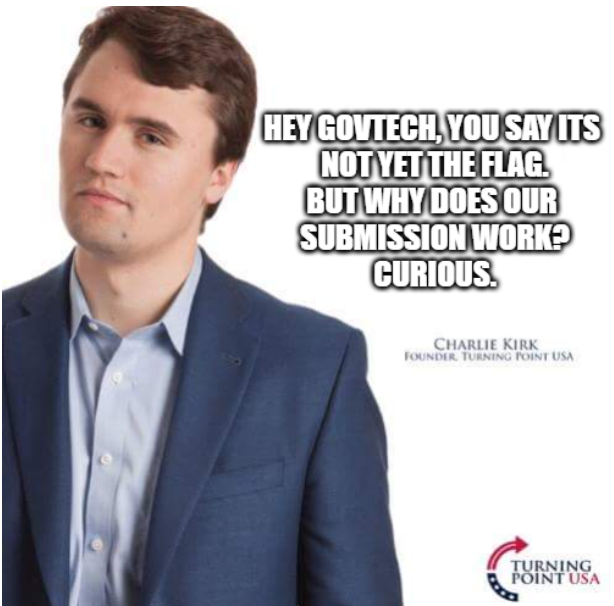 HEY GOVTECH, YOU SAY ITS
NOT YET THE FLAG.
BUT WHY DOES OUR
SUBMISSION WORK?
CURIOUS.
CHARLIE KIRK
FOUNDER, TURNING POINT USA
TURNING
POINT USA